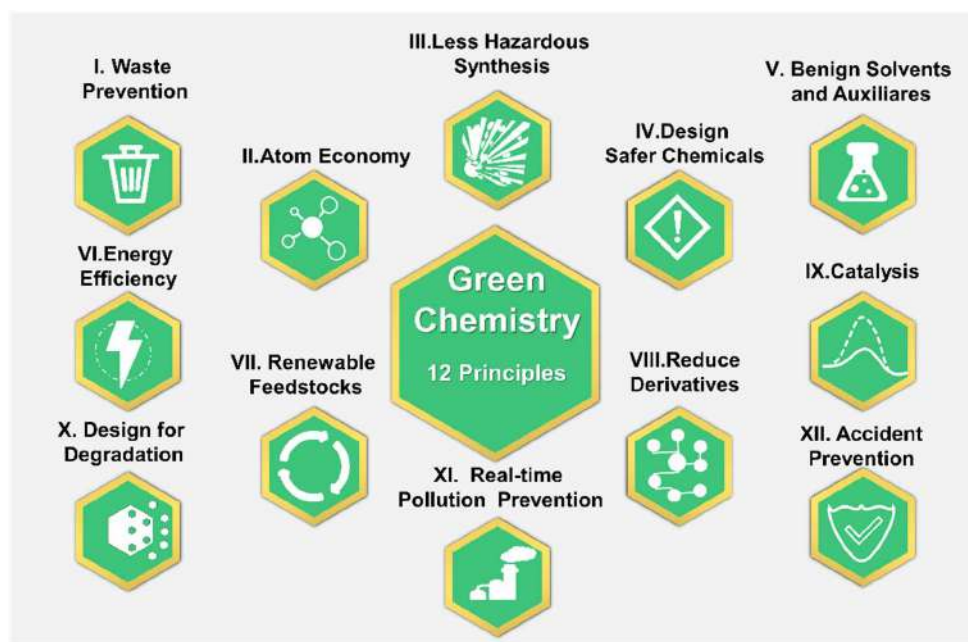 I. Waste
Prevention
II.Atom Economy
III.Less Hazardous
Synthesis
IV.Design
Safer Chemicals
V. Benign Solvents
and Auxiliares
VI.Energy
Efficiency
Green
Chemistry
12 Principles
VII. Renewable
Feedstocks
VIII.Reduce
Derivatives
IX.Catalysis
X. Design for
Degradation
XI. Real-time
Pollution Prevention
XII. Accident
Prevention